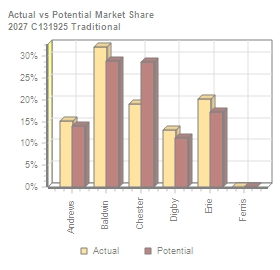 Actual vs Potential Market Share
2027 C131925 Traditional
30%
25%
20%
15%
10%
5%
0%
Andrews
Baldwin
Chester
Digby
Erie
Ferris
Actual
Potential